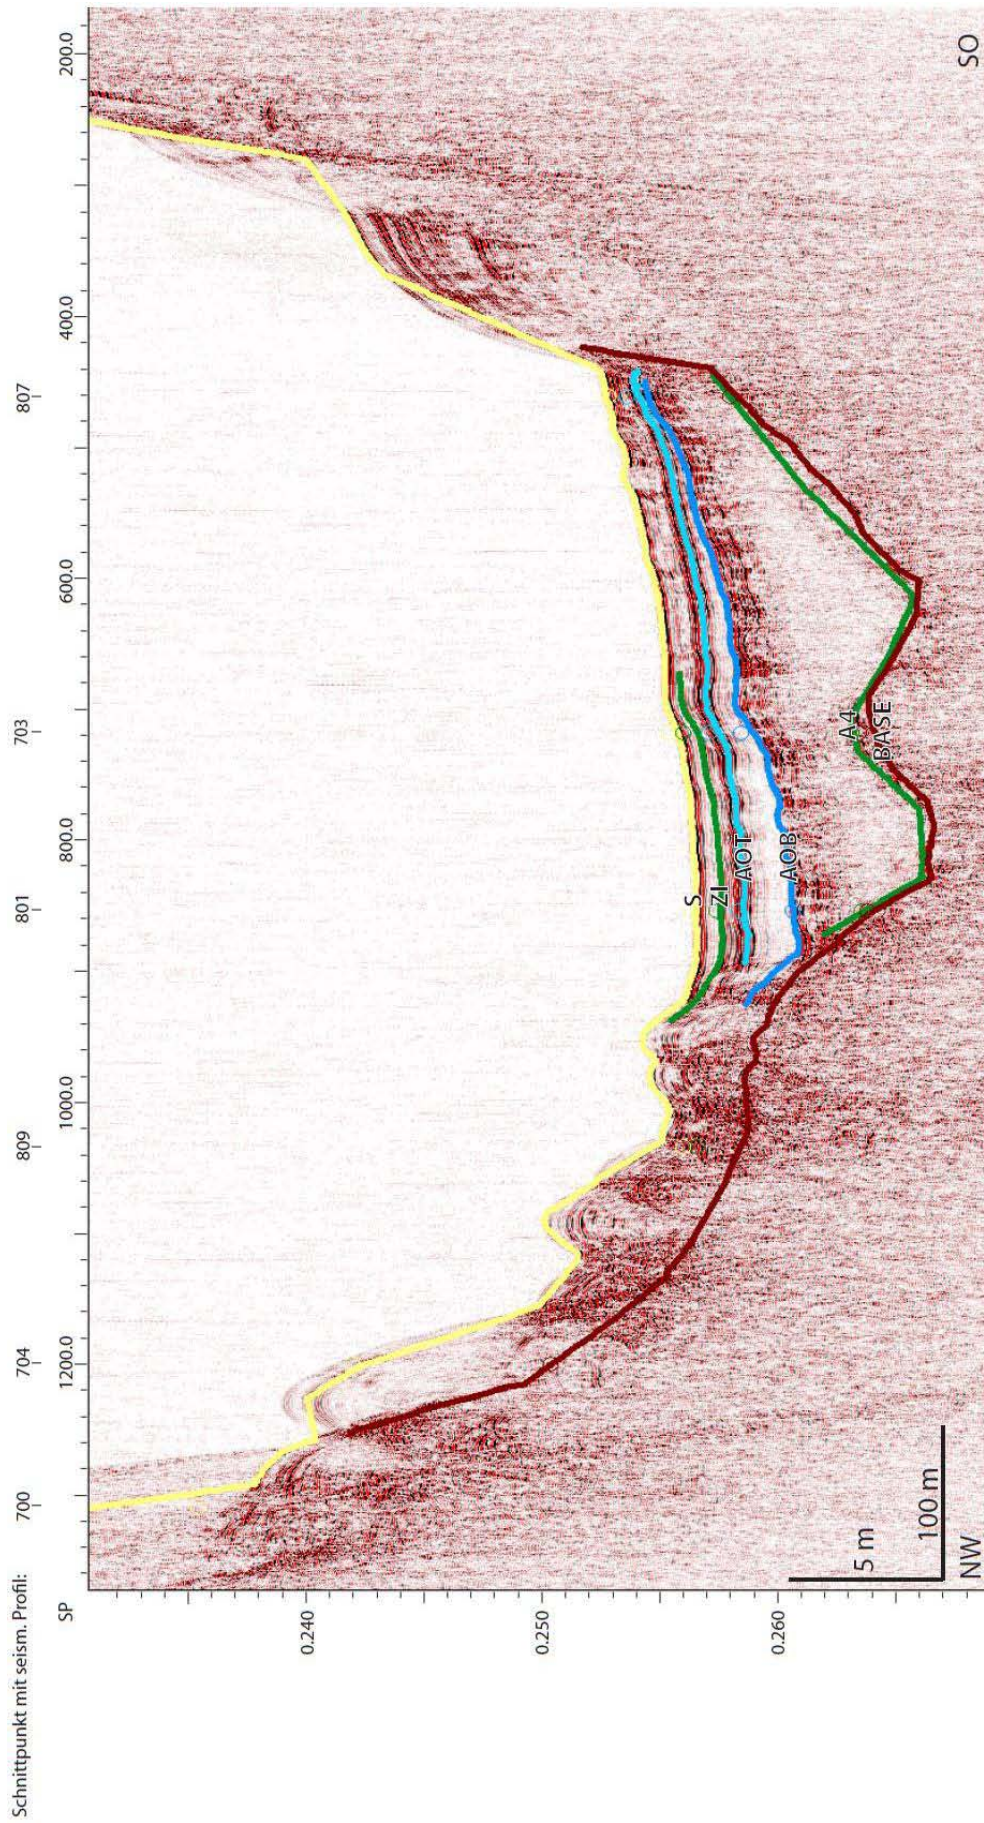 Schnittpunkt mit seism. Profil:
700 704 809 801 703 807
SP 1200.0 1000.0 800.0 600.0 400.0 200.0
0.240
0.250
0.260
S
ZI
AOT
AOB
A4
BASE
5 m
100 m
NW SO